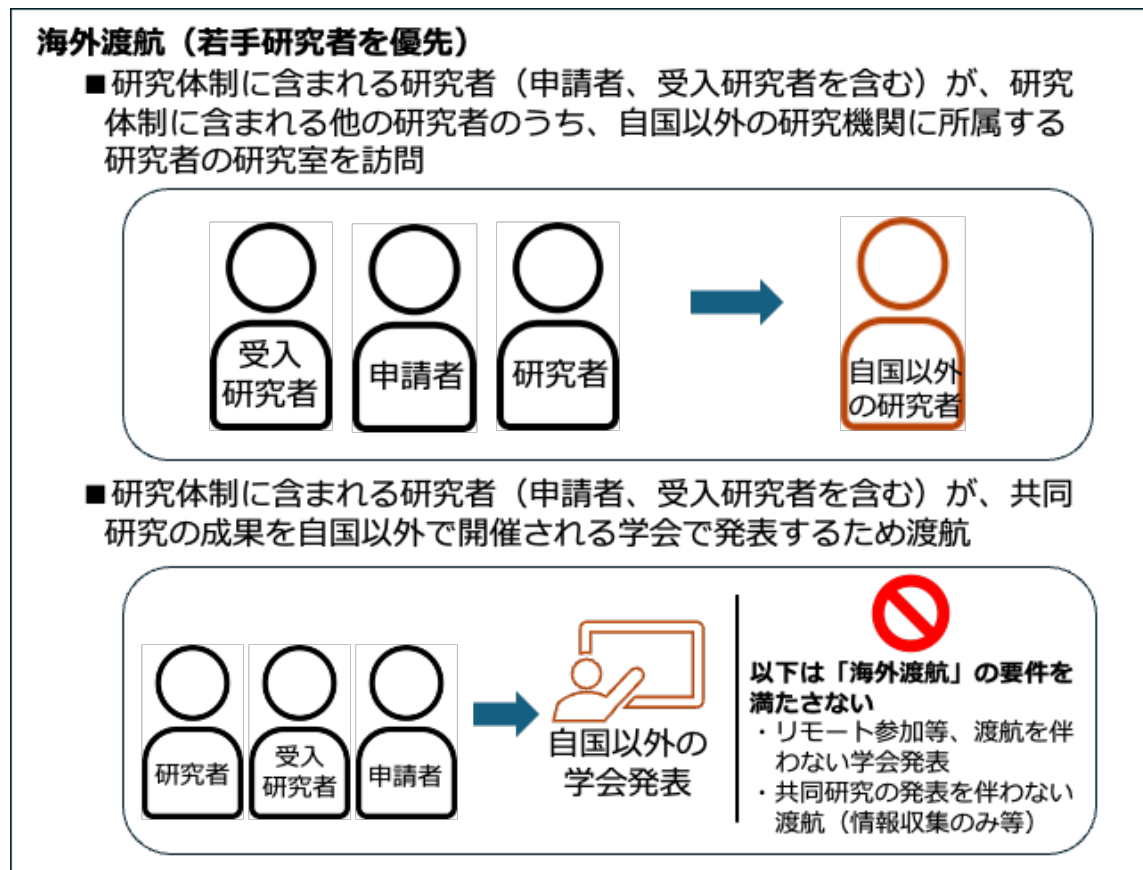 海外渡航（若手研究者を優先）
■研究体制に含まれる研究者（申請者、受入研究者を含む）が、研究
体制に含まれる他の研究者のうち、自国以外の研究機関に所属する
研究者の研究室を訪問
受入
研究者
申請者
研究者
自国以外
の研究者
■研究体制に含まれる研究者（申請者、受入研究者を含む）が、共同
研究の成果を自国以外で開催される学会で発表するため渡航
研究者
受入
研究者
申請者
自国以外の
学会発表
以下は「海外渡航」の要件を
満たさない
・リモート参加等、渡航を伴
わない学会発表
・共同研究の発表を伴わない
渡航（情報収集のみ等）